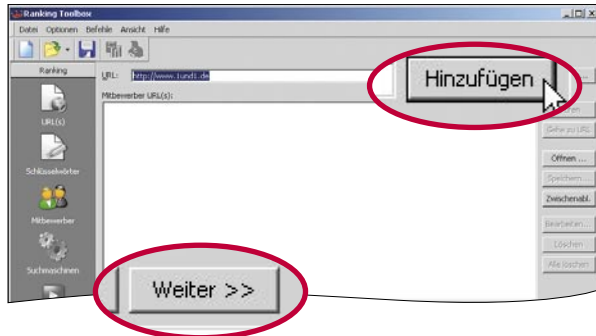 Ranking Toolbox
Datei Optionen Befehle Ansicht Hilfe
Ranking
URL: http://www.1und1.de
Hinzufügen
Mitbewerber URL(s):
URL(s)
Gehe zu URL
Schlüsselwörter
Öffnen ...
Speichern...
Zwischenabl.
Mitbewerber
Bearbeiten...
Löschen
Suchmaschinen
Alle löschen
Weiter >>